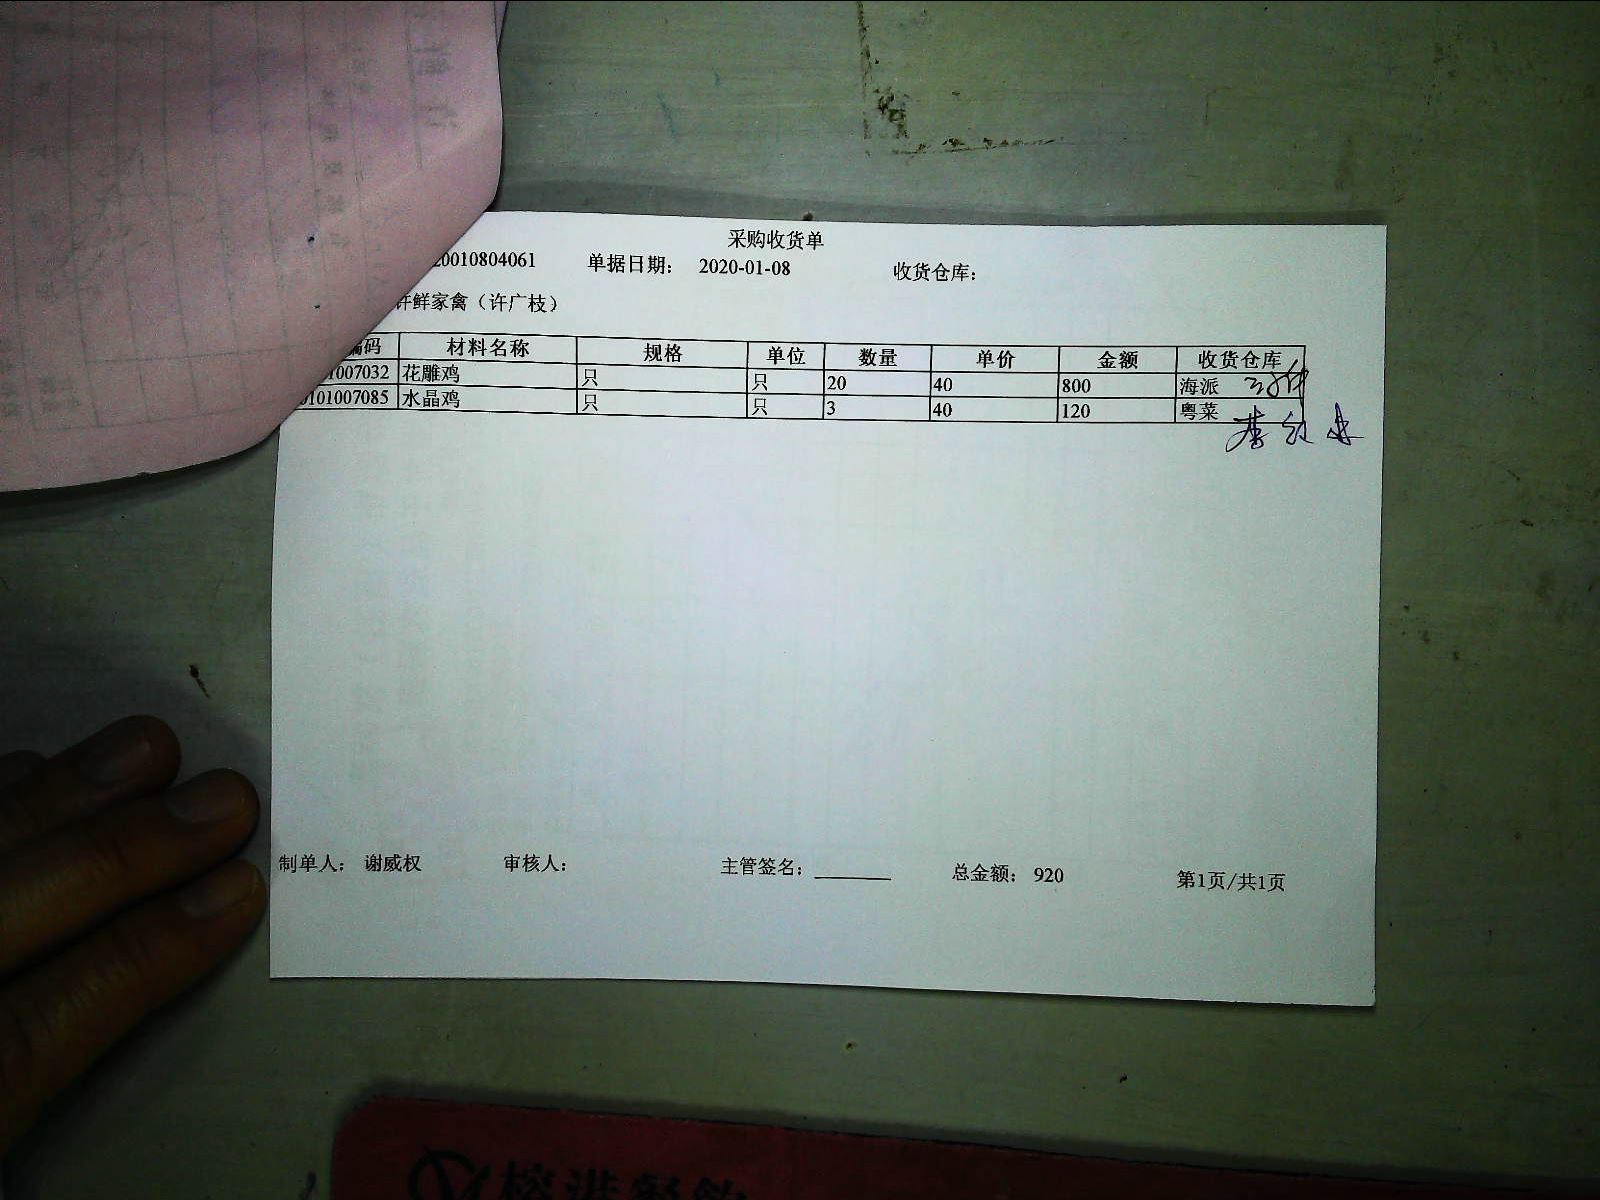 采购收货单
20010804061 单据日期： 2020-01-08 收货仓库：
许鲜家禽（许广枝）
编码 材料名称 规格 单位 数量 单价 金额 收货仓库
1007032 花雕鸡 只 只 20 40 800 海派
0101007085 水晶鸡 只 只 3 40 120 粤菜
制单人： 谢威权 审核人： 主管签名： 总金额： 920 第1页/共1页